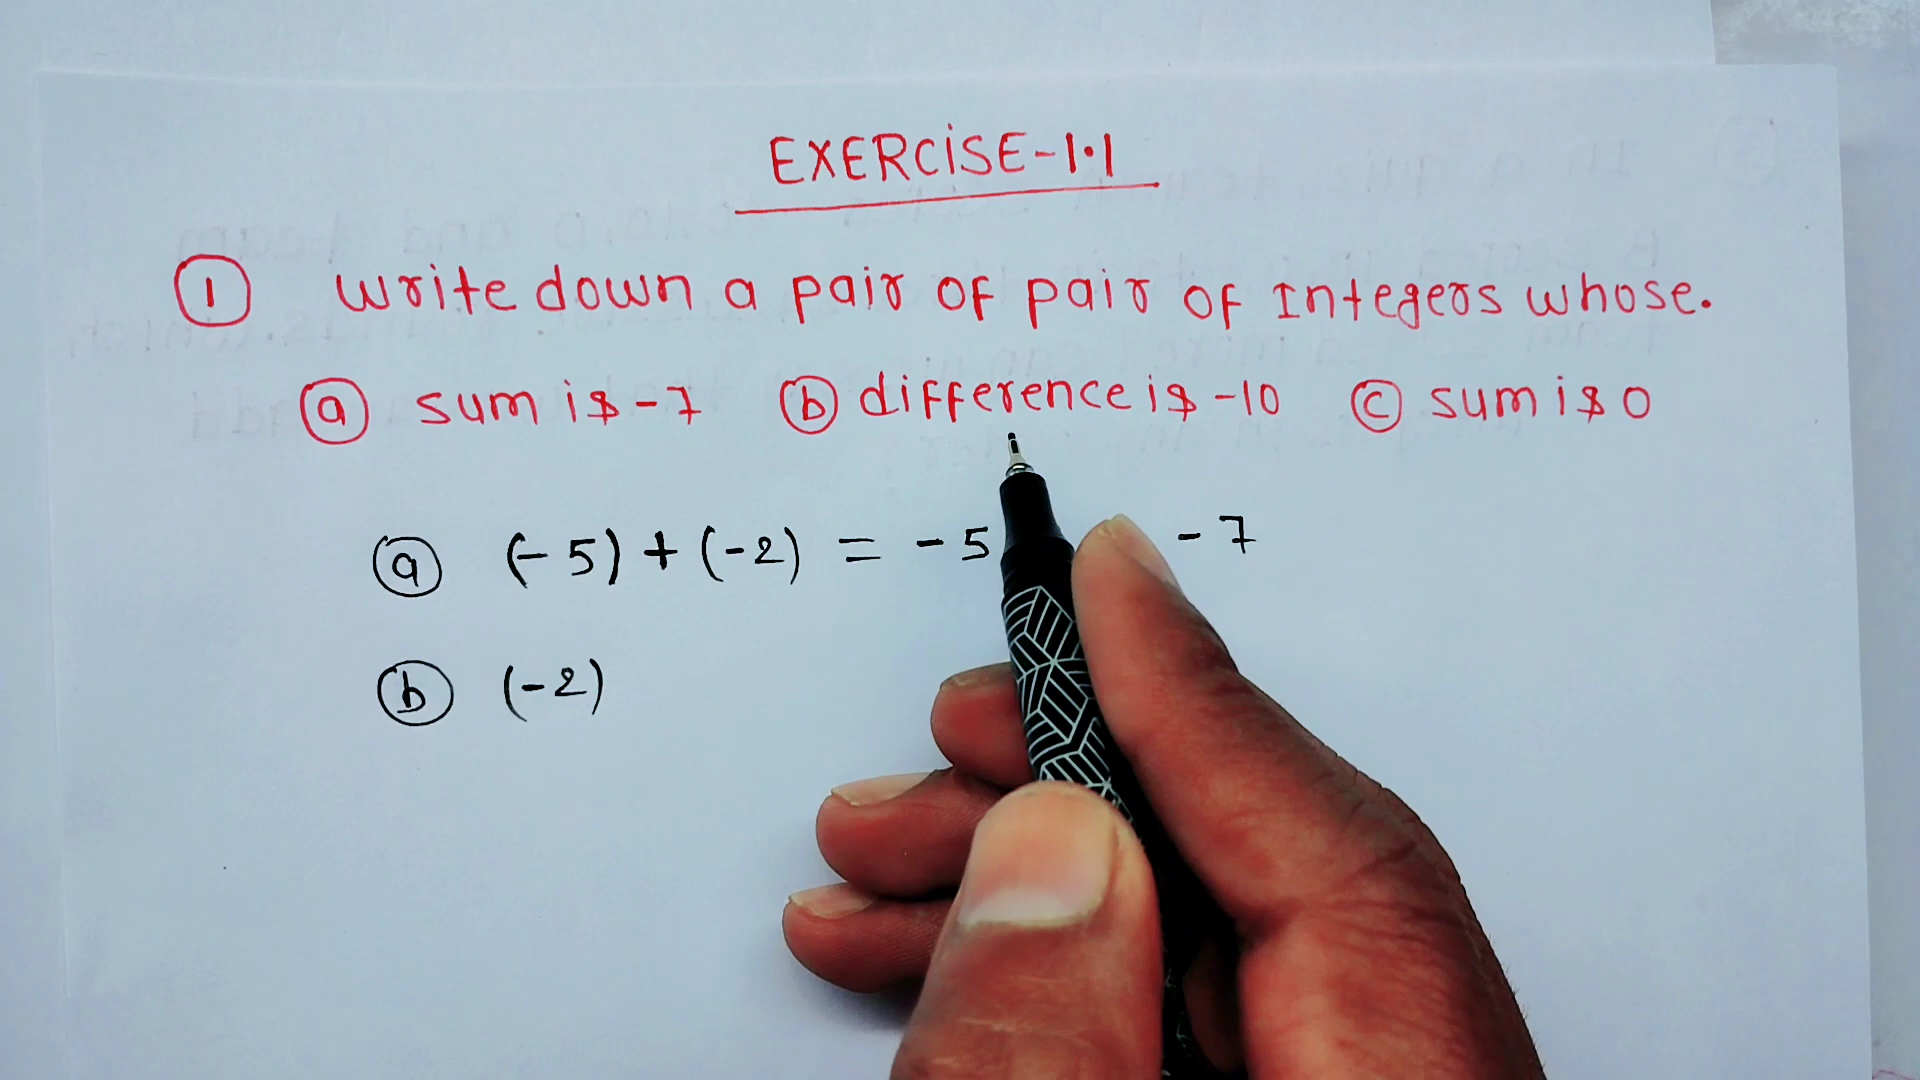 EXERCiSE-1.1
1 write down a pair of pair of Integers whose.
a sum is -7 b difference is -10 c sum is 0
a (-5) + (-2) = -5 -7
b (-2)